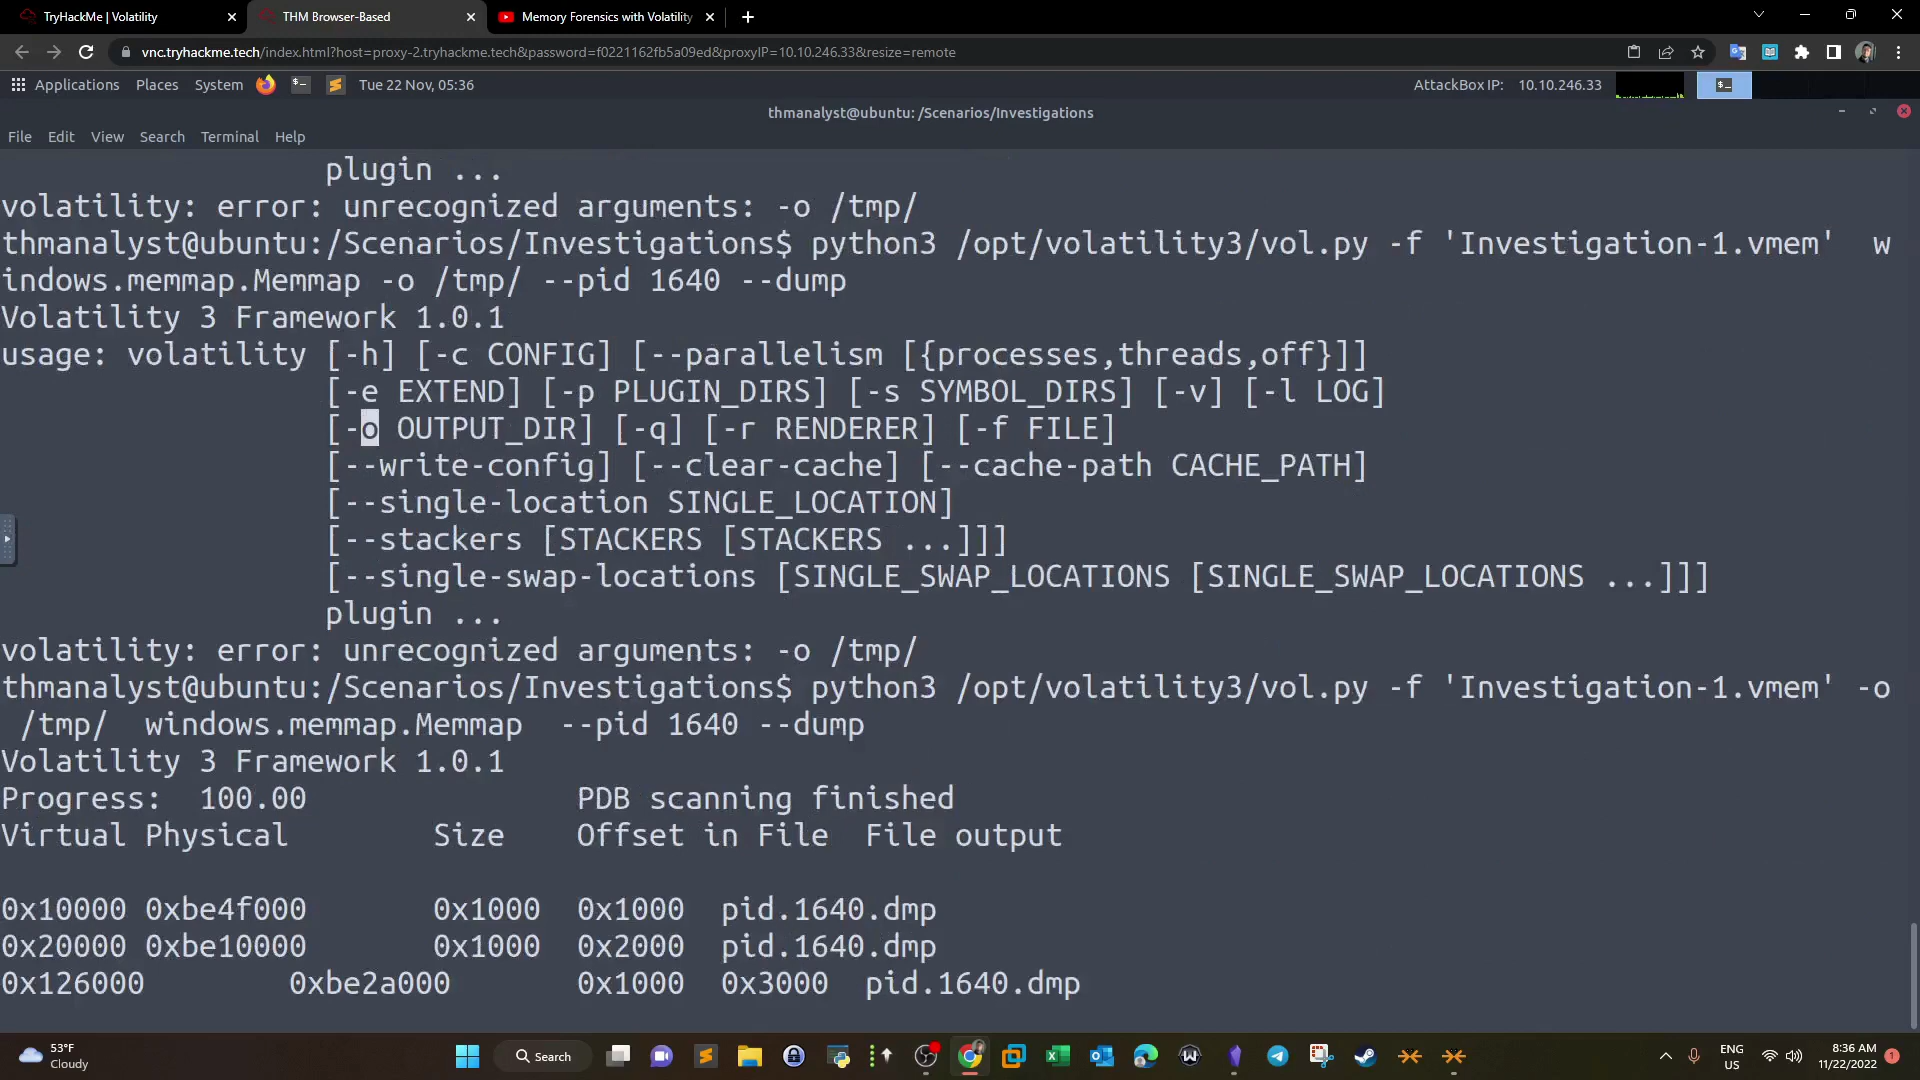 TryHackMe | Volatility
THM Browser-Based
Memory Forensics with Volatility
vnc.tryhackme.tech/index.html?host=proxy-2.tryhackme.tech&password=f0221162fb5a09ed&proxyIP=10.10.246.33&resize=remote
Applications Places System Tue 22 Nov, 05:36 AttackBox IP: 10.10.246.33
thmanalyst@ubuntu: /Scenarios/Investigations
File Edit View Search Terminal Help
plugin ...
volatility: error: unrecognized arguments: -o /tmp/
thmanalyst@ubuntu:/Scenarios/Investigations$ python3 /opt/volatility3/vol.py -f 'Investigation-1.vmem'  w
indows.memmap.Memmap -o /tmp/ --pid 1640 --dump
Volatility 3 Framework 1.0.1
usage: volatility [-h] [-c CONFIG] [--parallelism [{processes,threads,off}]]
[-e EXTEND] [-p PLUGIN_DIRS] [-s SYMBOL_DIRS] [-v] [-l LOG]
[-o OUTPUT_DIR] [-q] [-r RENDERER] [-f FILE]
[--write-config] [--clear-cache] [--cache-path CACHE_PATH]
[--single-location SINGLE_LOCATION]
[--stackers [STACKERS [STACKERS ...]]]
[--single-swap-locations [SINGLE_SWAP_LOCATIONS [SINGLE_SWAP_LOCATIONS ...]]]
plugin ...
volatility: error: unrecognized arguments: -o /tmp/
thmanalyst@ubuntu:/Scenarios/Investigations$ python3 /opt/volatility3/vol.py -f 'Investigation-1.vmem' -o
/tmp/  windows.memmap.Memmap  --pid 1640 --dump
Volatility 3 Framework 1.0.1
Progress:  100.00 PDB scanning finished
Virtual Physical Size Offset in File File output
0x10000 0xbe4f000 0x1000 0x1000 pid.1640.dmp
0x20000 0xbe10000 0x1000 0x2000 pid.1640.dmp
0x126000 0xbe2a000 0x1000 0x3000 pid.1640.dmp
53°F
Cloudy
Search
ENG
US
8:36 AM
11/22/2022
1